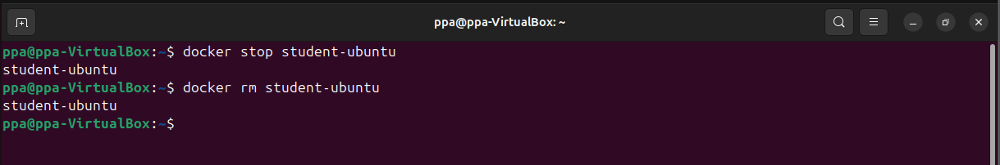 ppa@ppa-VirtualBox: ~
ppa@ppa-VirtualBox:~$ docker stop student-ubuntu
student-ubuntu
ppa@ppa-VirtualBox:~$ docker rm student-ubuntu
student-ubuntu
ppa@ppa-VirtualBox:~$